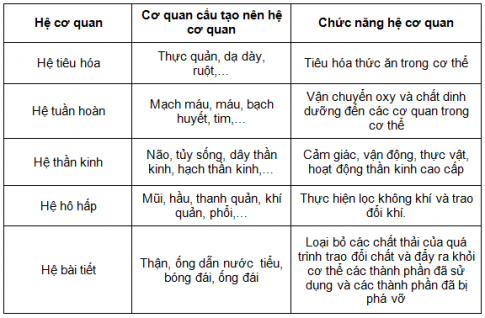 Hệ cơ quan
Cơ quan cấu tạo nên hệ
cơ quan
Chức năng hệ cơ quan
Hệ tiêu hóa
Thực quản, dạ dày,
ruột,...
Tiêu hóa thức ăn trong cơ thể
Hệ tuần hoàn
Mạch máu, máu, bạch
huyết, tim,...
Vận chuyển oxy và chất dinh
dưỡng đến các cơ quan trong
cơ thể
Hệ thần kinh
Não, tủy sống, dây thần
kinh, hạch thần kinh,...
Cảm giác, vận động, thực vật,
hoạt động thần kinh cao cấp
Hệ hô hấp
Mũi, hầu, thanh quản, khí
quản, phổi,...
Thực hiện lọc không khí và trao
đổi khí.
Hệ bài tiết
Thận, ống dẫn nước tiểu,
bóng đái, ống đái
Loại bỏ các chất thải của quá
trình trao đổi chất và đẩy ra khỏi
cơ thể các thành phần đã sử
dụng và các thành phần đã bị
phá vỡ